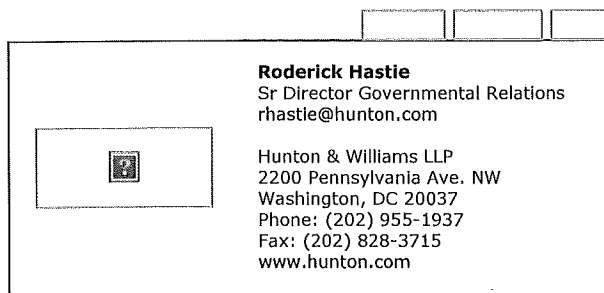 Roderick Hastie
Sr Director Governmental Relations
rhastie@hunton.com
Hunton & Williams LLP
2200 Pennsylvania Ave. NW
Washington, DC 20037
Phone: (202) 955-1937
Fax: (202) 828-3715
www.hunton.com